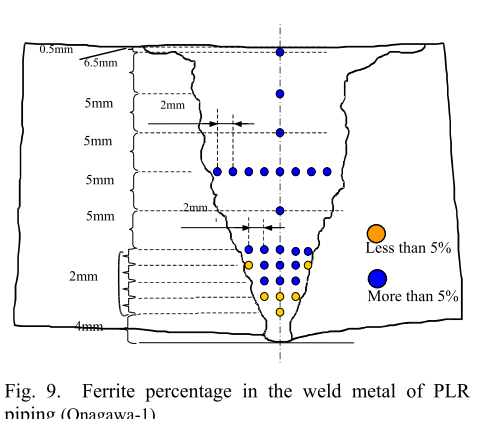 0.5mm
6.5mm
5mm
2mm
5mm
5mm
5mm
2mm
Less than 5%
2mm
More than 5%
4mm
Fig. 9. Ferrite percentage in the weld metal of PLR
piping (Onagawa-1)